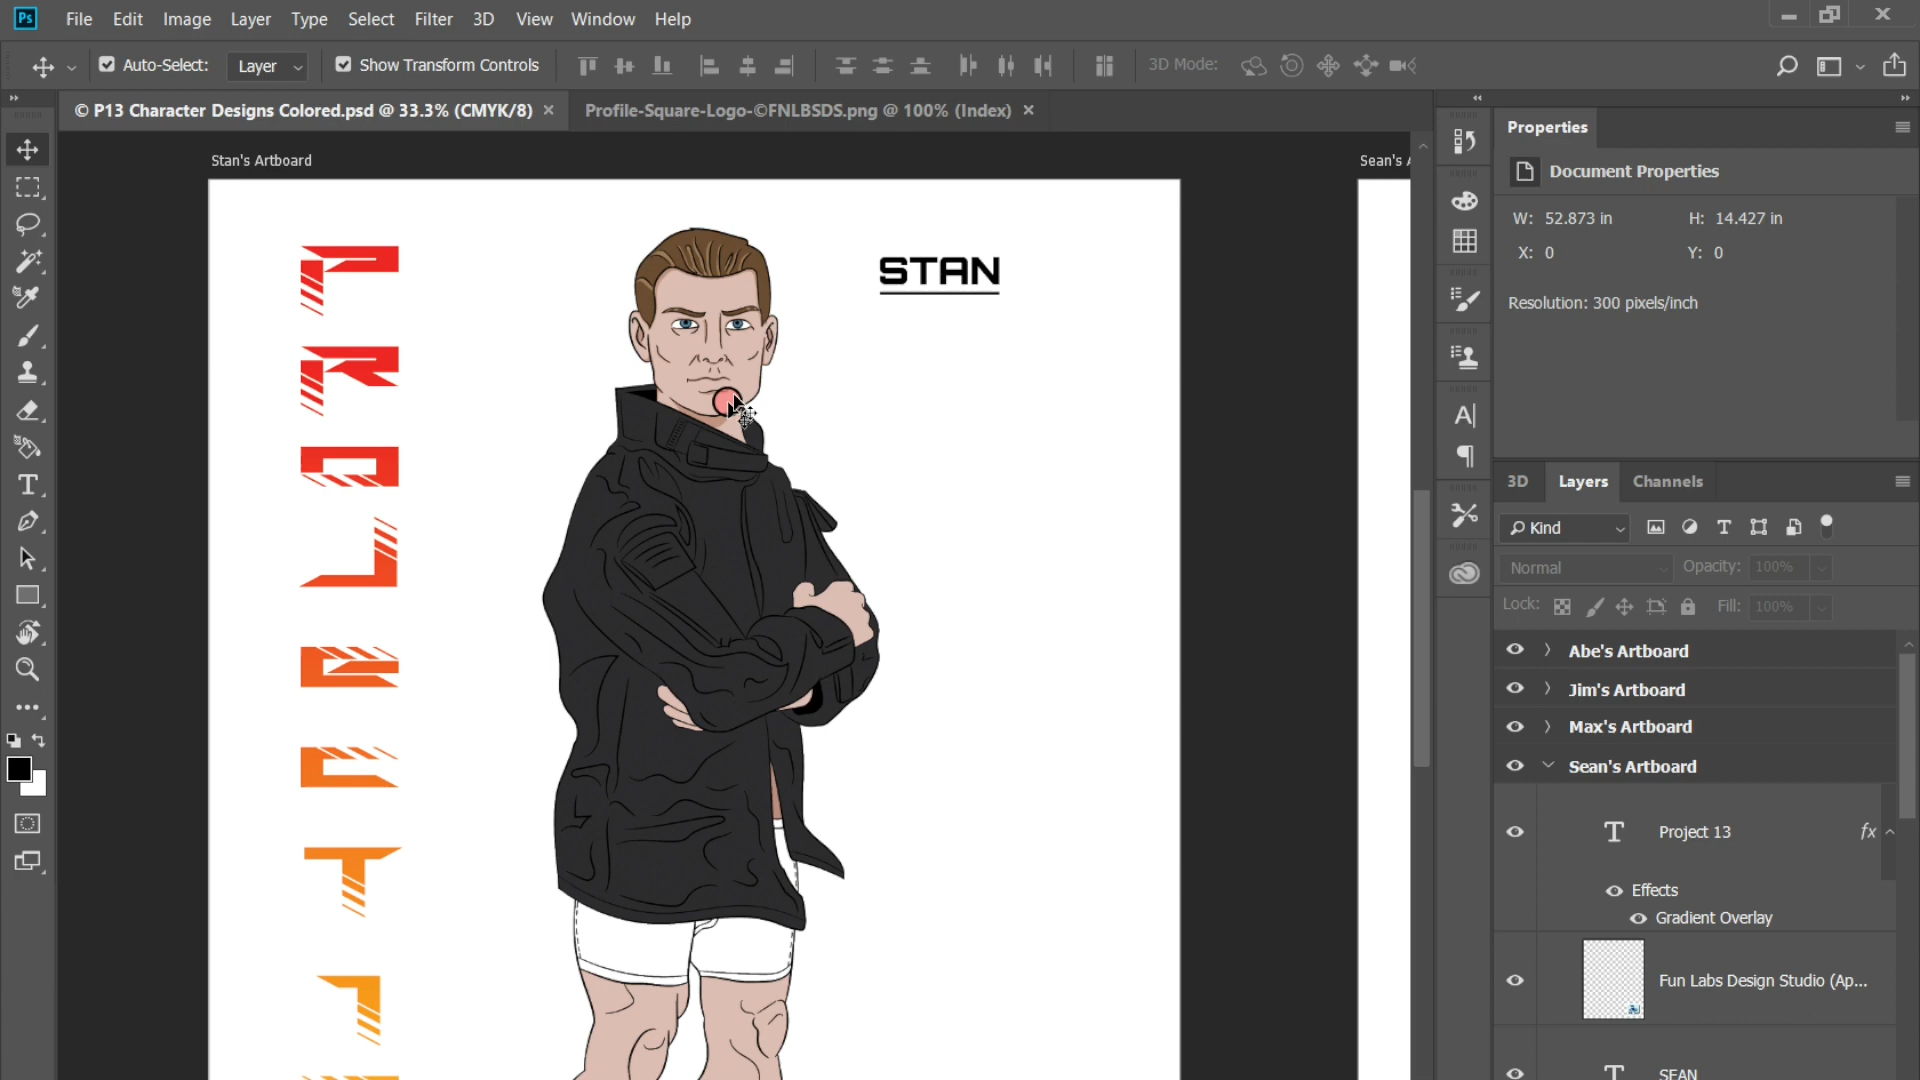 Ps File Edit Image Layer Type Select Filter 3D View Window Help
Auto-Select: Layer Show Transform Controls 3D Mode:
© P13 Character Designs Colored.psd @ 33.3% (CMYK/8) × Profile-Square-Logo-©FNLBSDS.png @ 100% (Index) ×
Stan's Artboard
Sean's A
STAN
P
R
O
J
E
C
T
1
Properties
Document Properties
W: 52.873 in H: 14.427 in
X: 0 Y: 0
Resolution: 300 pixels/inch
3D Layers Channels
Kind
Normal Opacity: 100%
Lock: Fill: 100%
Abe's Artboard
Jim's Artboard
Max's Artboard
Sean's Artboard
T Project 13 fx
Effects
Gradient Overlay
Fun Labs Design Studio (Ap...
T SEAN